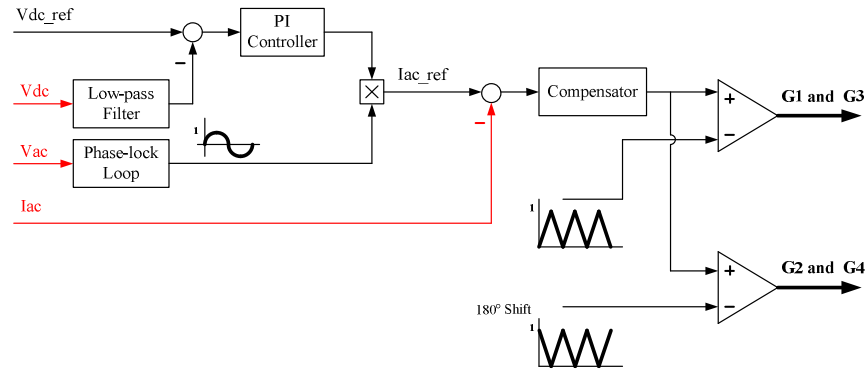 Vdc_ref
PI
Controller
Vdc
Low-pass
Filter
Iac_ref
Compensator
+
−
G1 and G3
Vac
Phase-lock
Loop
1
Iac
1
+
−
G2 and G4
180° Shift
1